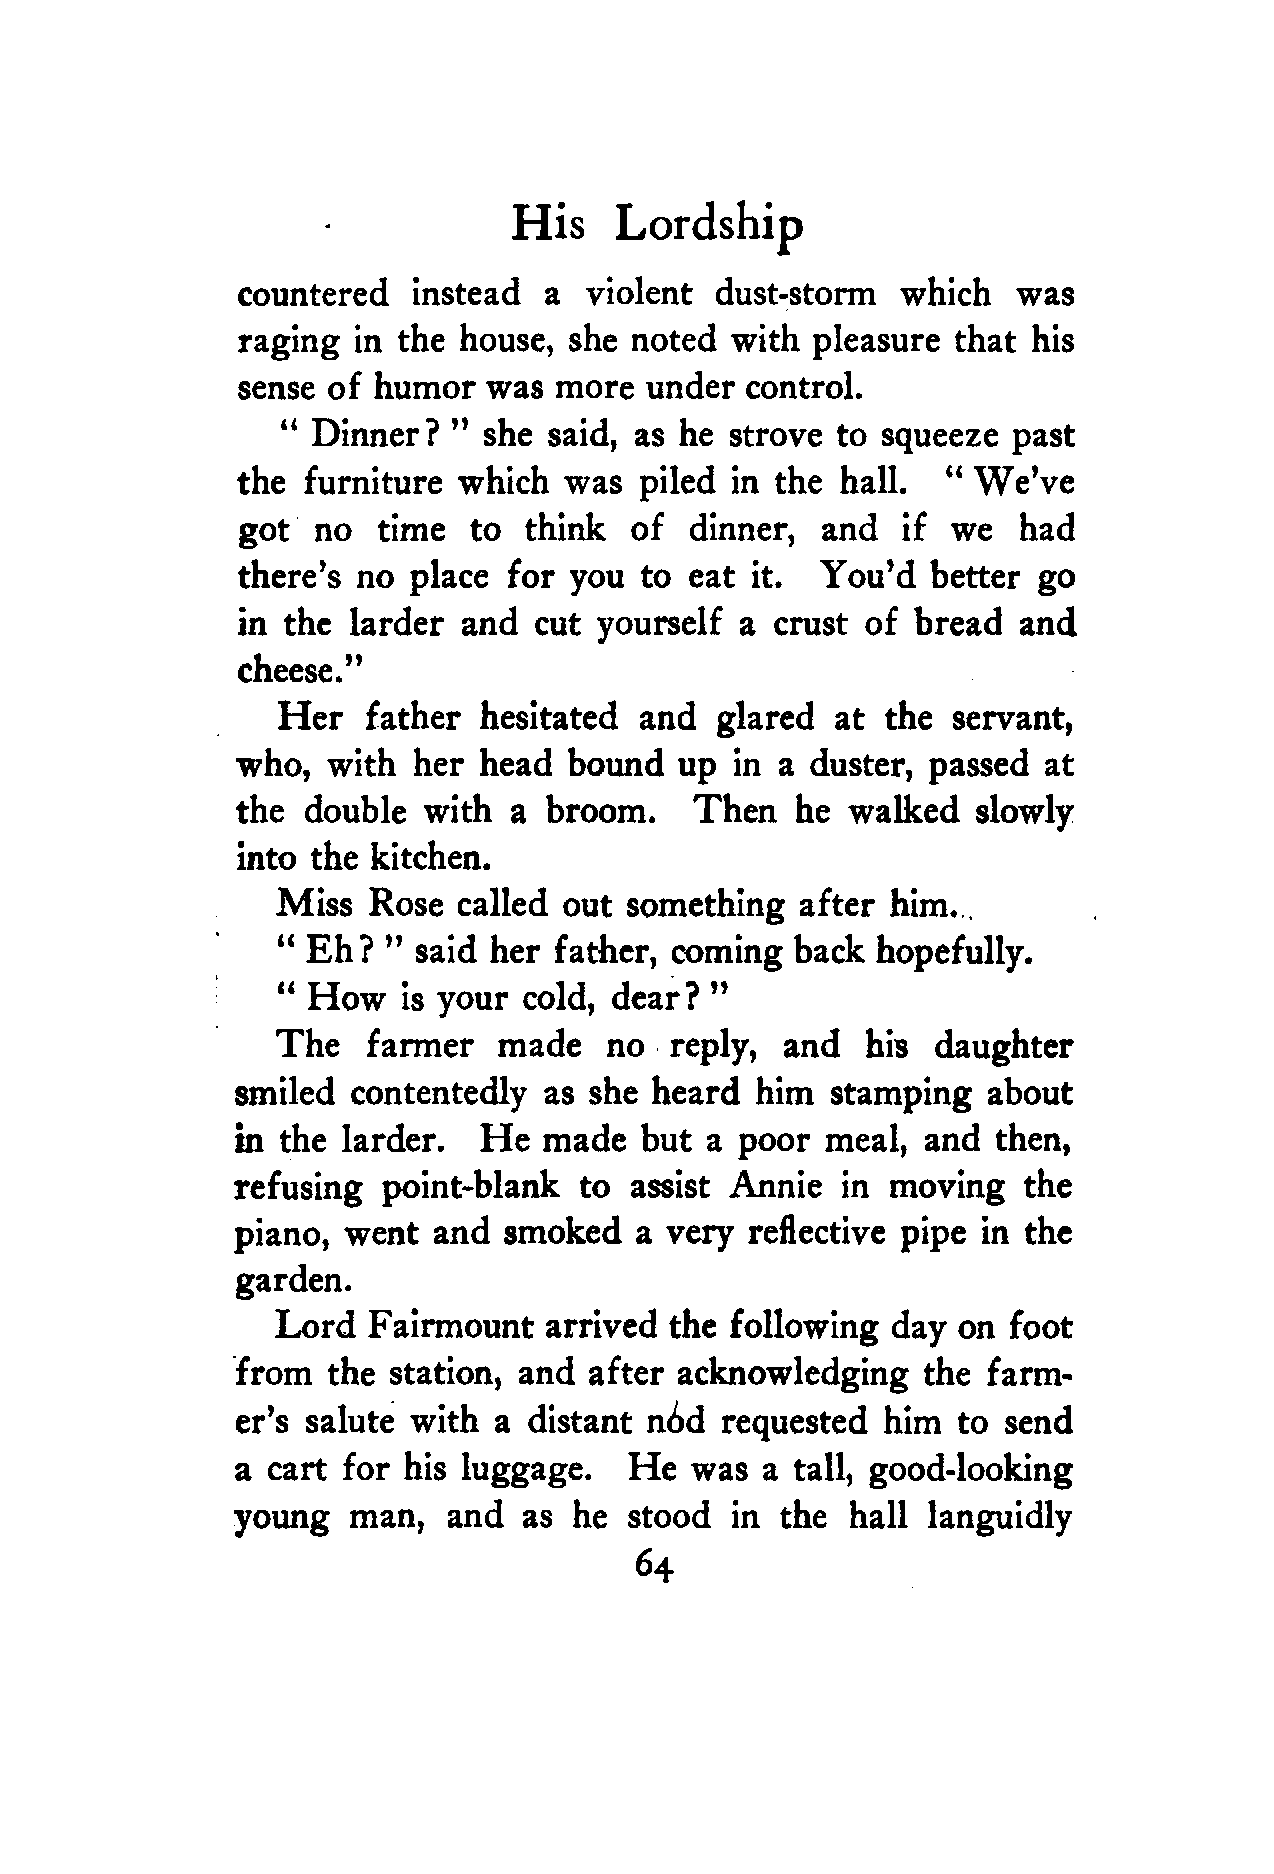 His Lordship
countered instead a violent dust-storm which was
raging in the house, she noted with pleasure that his
sense of humor was more under control.
“ Dinner? ” she said, as he strove to squeeze past
the furniture which was piled in the hall. “ We’ve
got no time to think of dinner, and if we had
there’s no place for you to eat it. You’d better go
in the larder and cut yourself a crust of bread and
cheese.”
Her father hesitated and glared at the servant,
who, with her head bound up in a duster, passed at
the double with a broom. Then he walked slowly
into the kitchen.
Miss Rose called out something after him.
“ Eh? ” said her father, coming back hopefully.
“ How is your cold, dear? ”
The farmer made no reply, and his daughter
smiled contentedly as she heard him stamping about
in the larder. He made but a poor meal, and then,
refusing point-blank to assist Annie in moving the
piano, went and smoked a very reflective pipe in the
garden.
Lord Fairmount arrived the following day on foot
from the station, and after acknowledging the farm-
er’s salute with a distant nod requested him to send
a cart for his luggage. He was a tall, good-looking
young man, and as he stood in the hall languidly
64